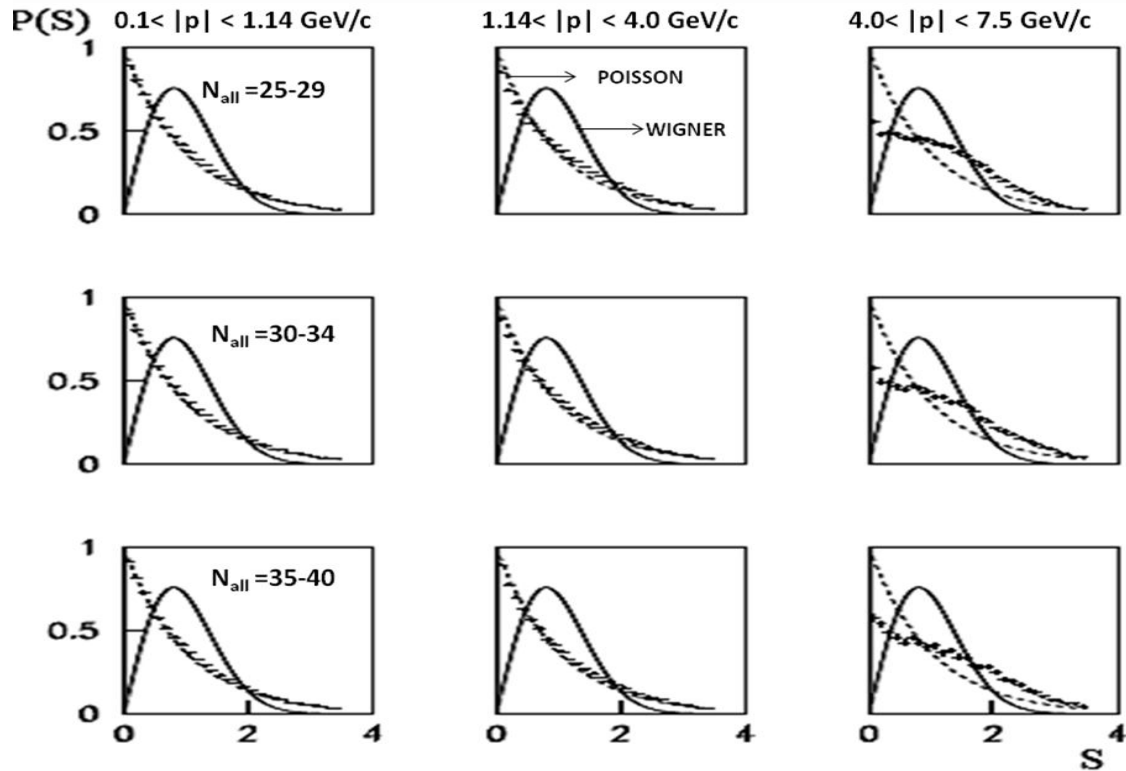 P(S) 0.1< |p| < 1.14 GeV/c 1.14< |p| < 4.0 GeV/c 4.0< |p| < 7.5 GeV/c
1
N_all =25-29
POISSON
0.5
WIGNER
0
1
N_all =30-34
0.5
0
1
N_all =35-40
0.5
0
0 2 4 0 2 4 0 2 4
S